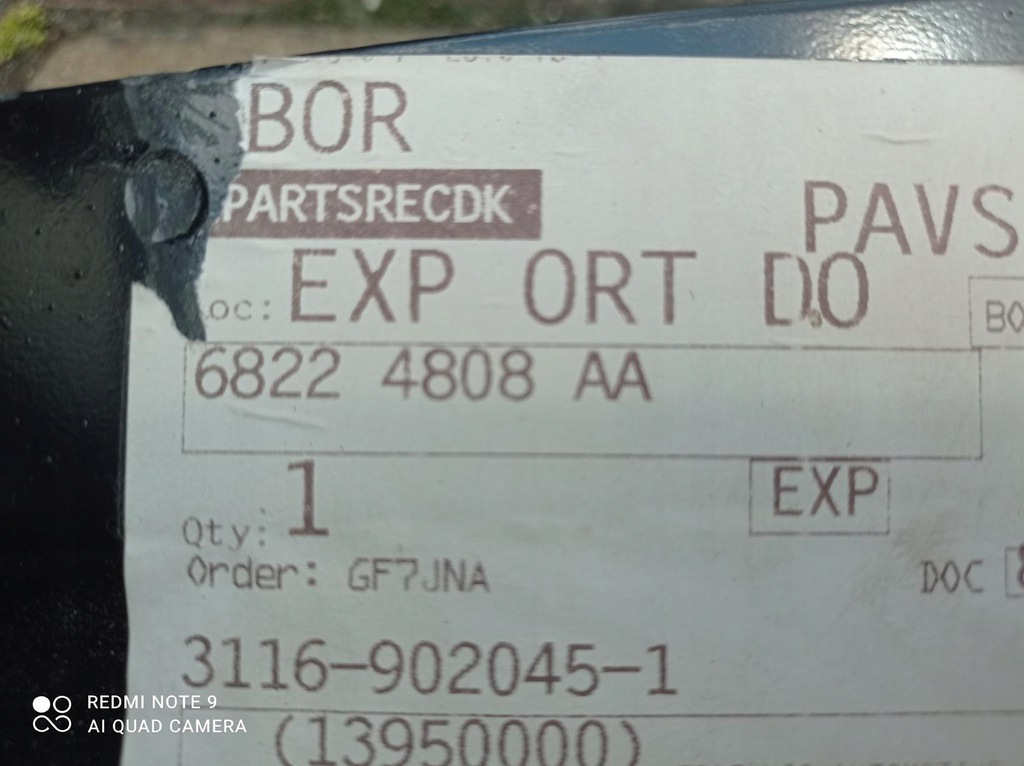 BOR
PARTSRECDK
PAVS
oc: EXP ORT DO
BO
6822 4808 AA
Qty: 1
EXP
Order: GF7JNA
DOC
3116-902045-1
(13950000)
REDMI NOTE 9
AI QUAD CAMERA